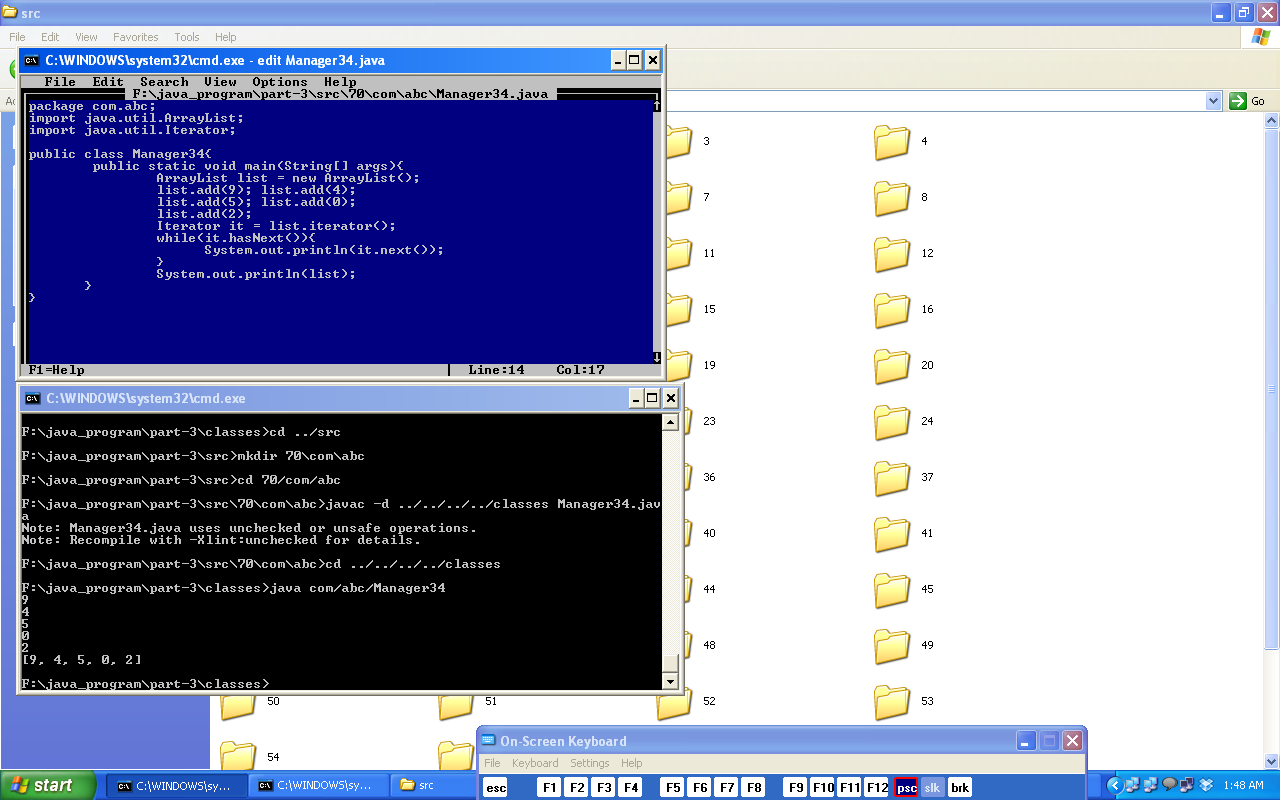 src
File Edit View Favorites Tools Help
Go
C:\WINDOWS\system32\cmd.exe - edit Manager34.java
File Edit Search View Options Help
F:\java_program\part-3\src\70\com\abc\Manager34.java
package com.abc;
import java.util.ArrayList;
import java.util.Iterator;
public class Manager34{
public static void main(String[] args){
ArrayList list = new ArrayList();
list.add(9); list.add(4);
list.add(5); list.add(0);
list.add(2);
Iterator it = list.iterator();
while(it.hasNext()){
System.out.println(it.next());
}
System.out.println(list);
}
}
F1=Help Line:14 Col:17
C:\WINDOWS\system32\cmd.exe
F:\java_program\part-3\classes>cd ../src
F:\java_program\part-3\src>mkdir 70\com\abc
F:\java_program\part-3\src>cd 70/com/abc
F:\java_program\part-3\src\70\com\abc>javac -d ../../../../classes Manager34.jav
a
Note: Manager34.java uses unchecked or unsafe operations.
Note: Recompile with -Xlint:unchecked for details.
F:\java_program\part-3\src\70\com\abc>cd ../../../../classes
F:\java_program\part-3\classes>java com/abc/Manager34
9
4
5
0
2
[9, 4, 5, 0, 2]
F:\java_program\part-3\classes>
3 4
7 8
11 12
15 16
19 20
23 24
36 37
40 41
44 45
48 49
50 51 52 53
54
On-Screen Keyboard
File Keyboard Settings Help
esc F1 F2 F3 F4 F5 F6 F7 F8 F9 F10 F11 F12 psc slk brk
start C:\WINDOWS\sy... C:\WINDOWS\sy... src 1:48 AM